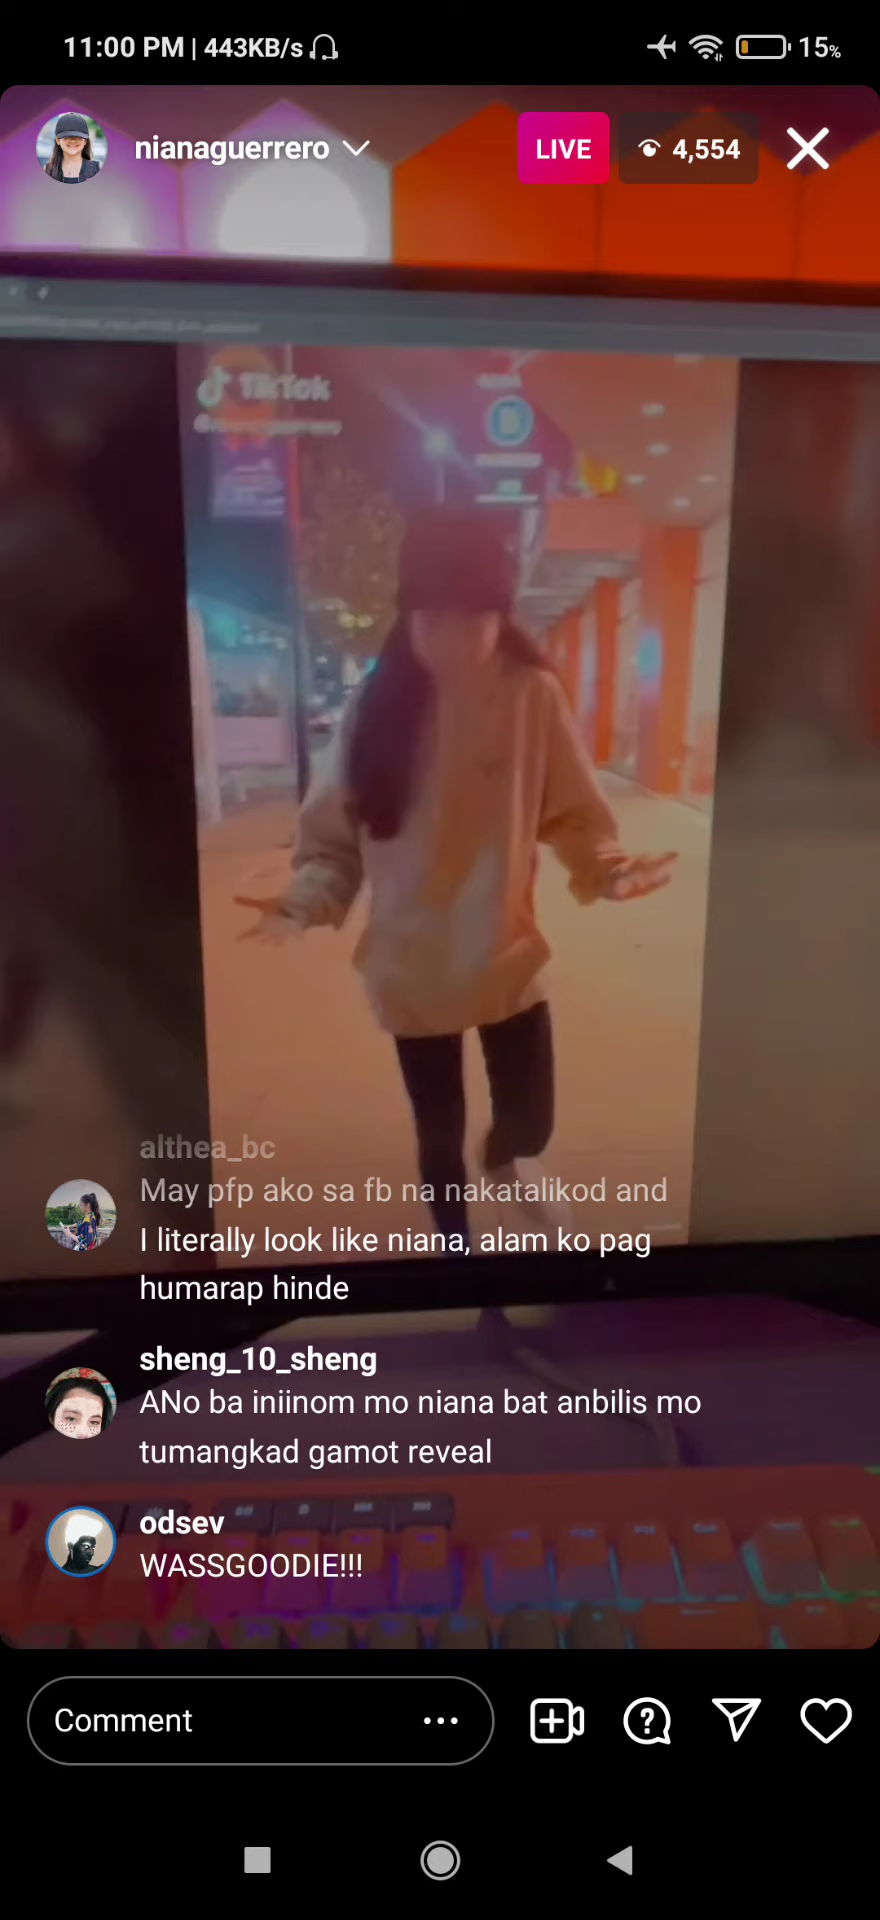 11:00 PM | 443KB/s
15%
nianaguerrero
LIVE
4,554
TikTok
althea_bc
May pfp ako sa fb na nakatalikod and
I literally look like niana, alam ko pag
humarap hinde
sheng_10_sheng
ANo ba iniinom mo niana bat anbilis mo
tumangkad gamot reveal
odsev
WASSGOODIE!!!
Comment